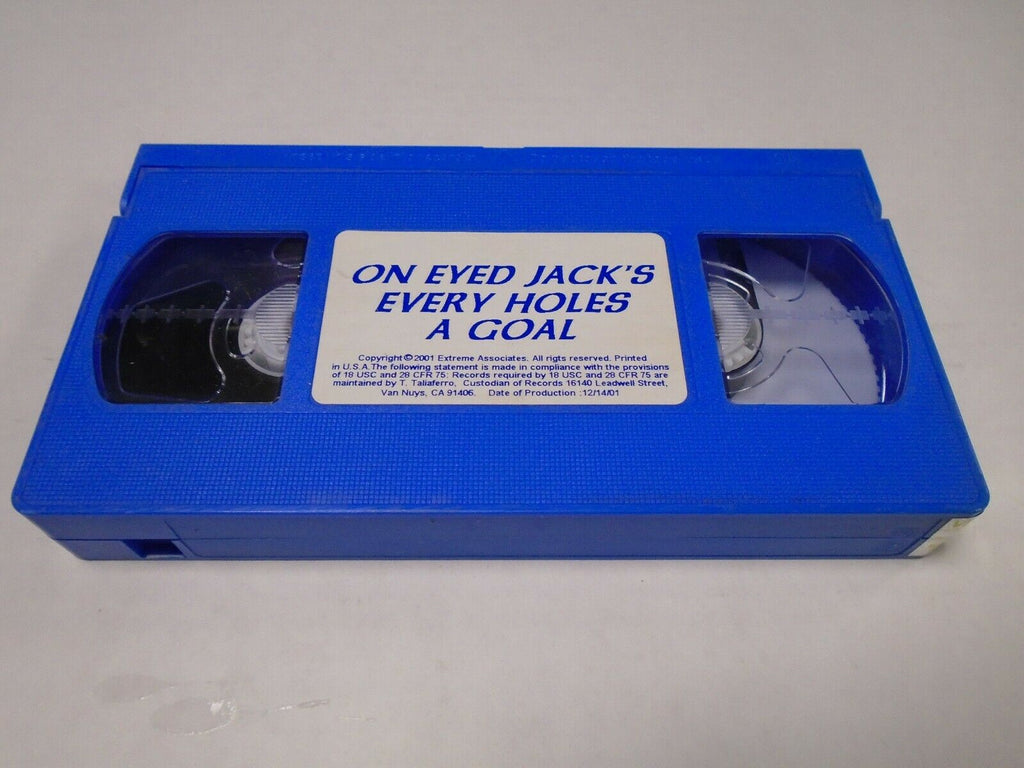 ON EYED JACK'S
EVERY HOLES
A GOAL
Copyright©2001 Extreme Associates. All rigts reserved. Printed
in U.S.A.The following statement is made in compliance with the provisions
of 18 USC and 28 CFR 75: Records required by 18 USC and 28 CFR 75 are
maintained by T. Taliaferro, Custodian of Records 16140 Leadwell Street,
Van Nuys, CA 91406. Date of Production :12/14/01